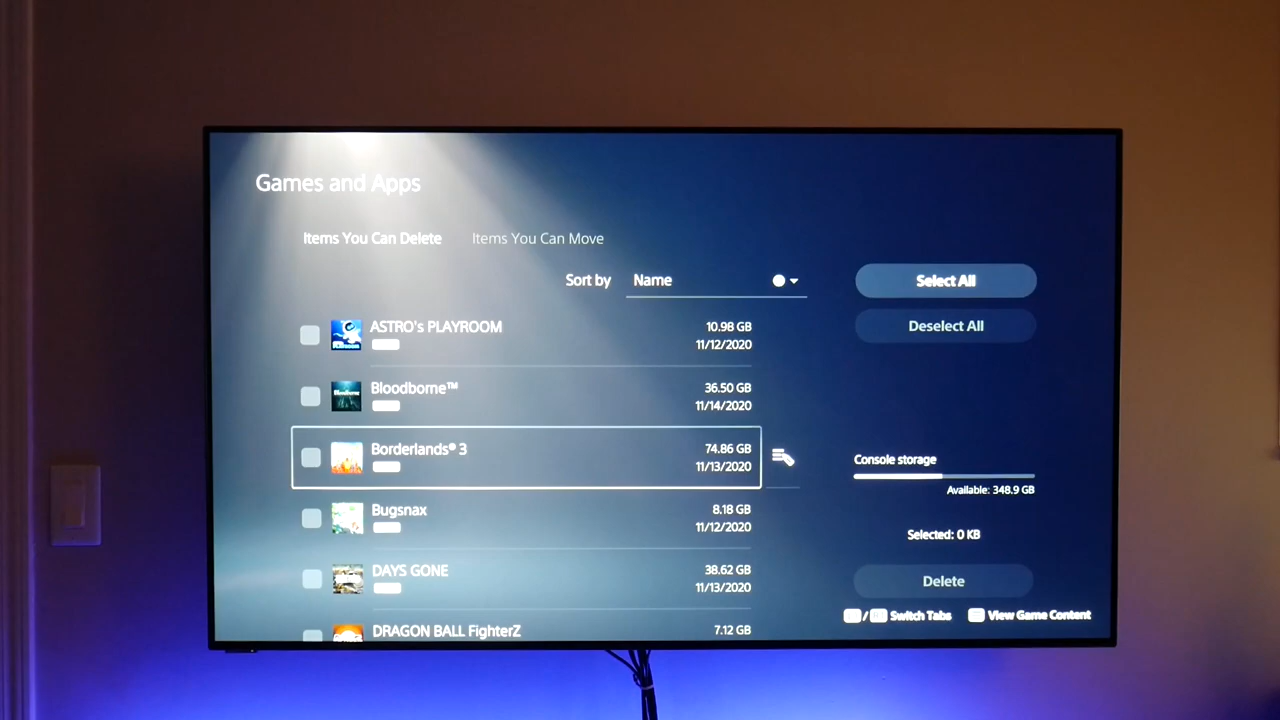 Games and Apps
Items You Can Delete
Items You Can Move
Sort by
Name
Select All
Deselect All
ASTRO's PLAYROOM
10.98 GB
11/12/2020
Bloodborne™
36.50 GB
11/14/2020
Borderlands® 3
74.86 GB
11/13/2020
Bugsnax
8.18 GB
11/12/2020
DAYS GONE
38.62 GB
11/13/2020
DRAGON BALL FighterZ
7.12 GB
Console storage
Available: 348.9 GB
Selected: 0 KB
Delete
/ Switch Tabs
View Game Content